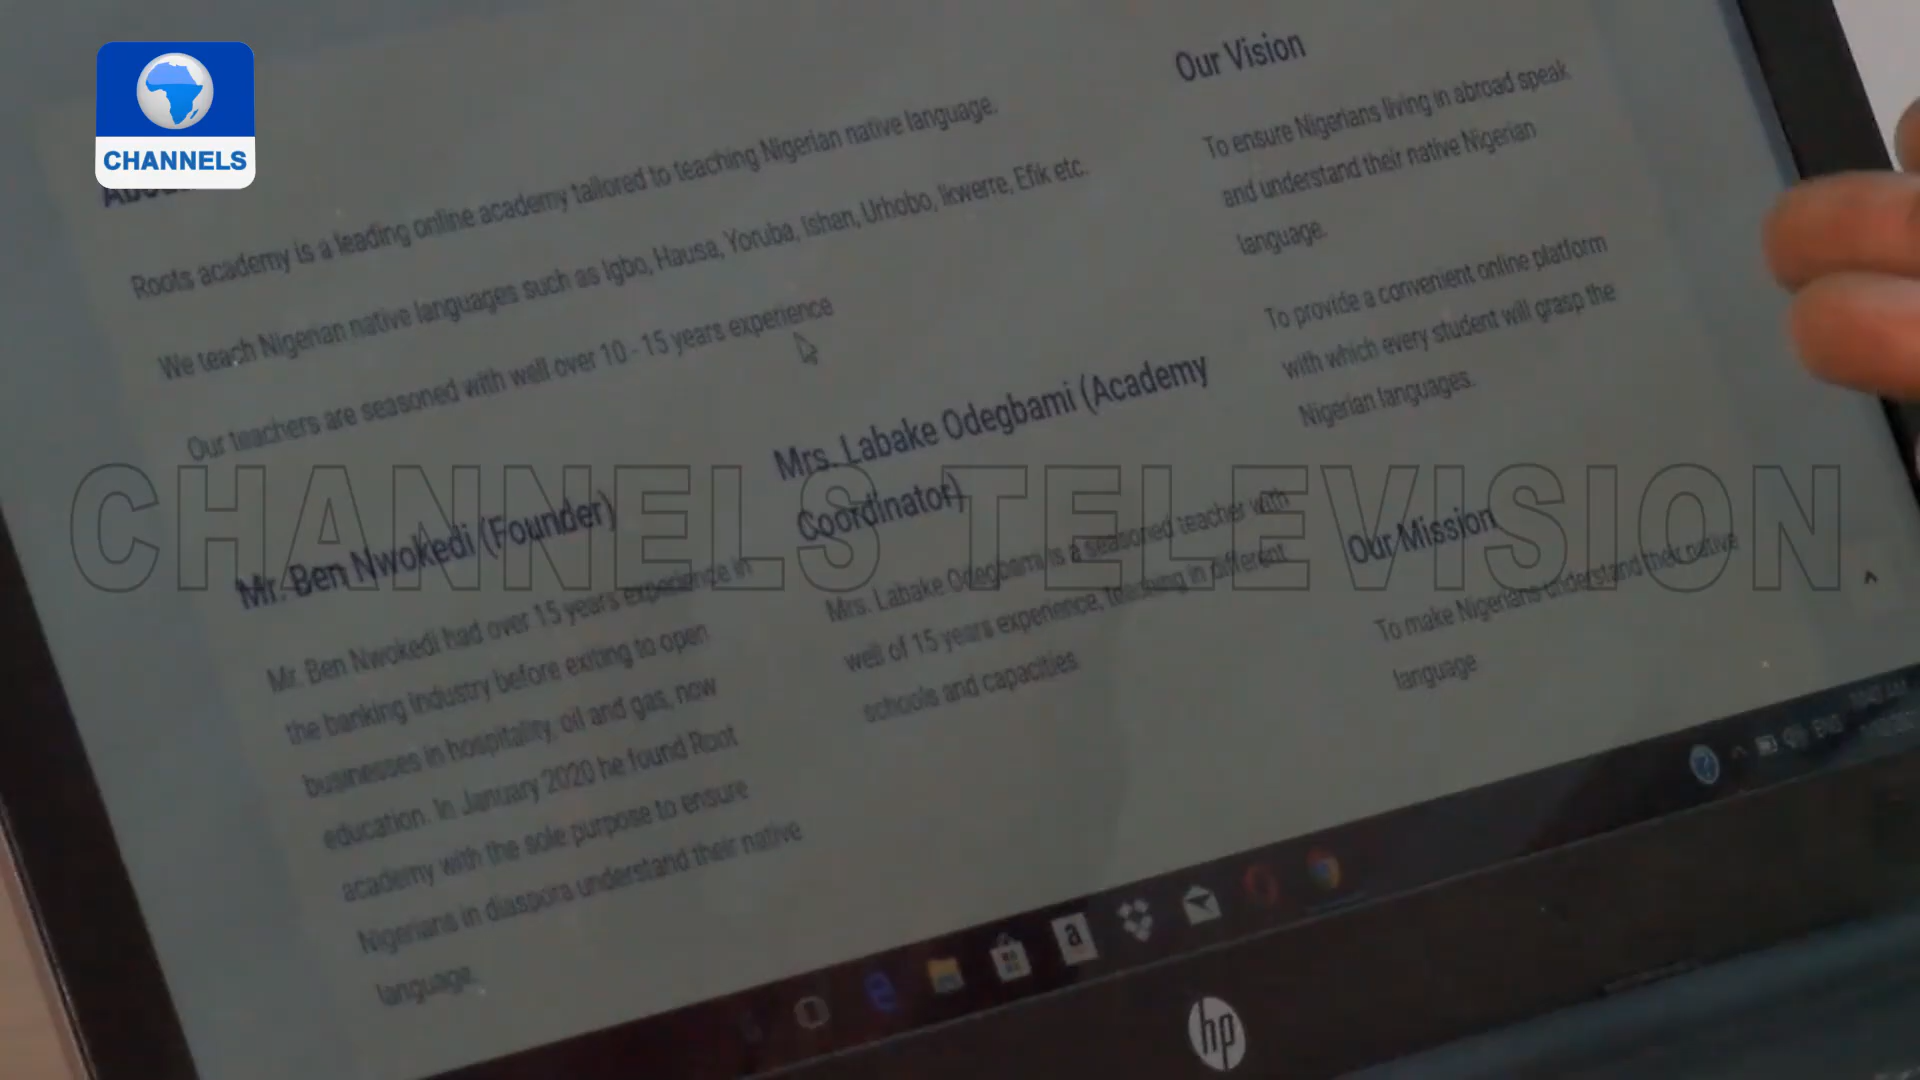 CHANNELS
Roots academy is a leading online academy tailored to teaching Nigerian native language.
We teach Nigerian native languages such as Igbo, Hausa, Yoruba, Ishan, Urhobo, Ikwerre, Efik etc.
Our teachers are seasoned with well over 10 - 15 years experience
Mr. Ben Nwokedi (Founder)
Mr. Ben Nwokedi had over 15 years experience in
the banking industry before exiting to open
businesses in hospitality, oil and gas, now
education. In January 2020 he found Root
academy with the sole purpose to ensure
Nigerians in diaspora understand their native
language.
Mrs. Labake Odegbami (Academy
Coordinator)
Mrs. Labake Odegbami is a seasoned teacher with
well of 15 years experience, teaching in different
schools and capacities
Our Vision
To ensure Nigerians living in abroad speak
and understand their native Nigerian
language.
To provide a convenient online platform
with which every student will grasp the
Nigerian languages.
Our Mission
To make Nigerians understand their native
language
CHANNELS TELEVISION
ENG
a
hp